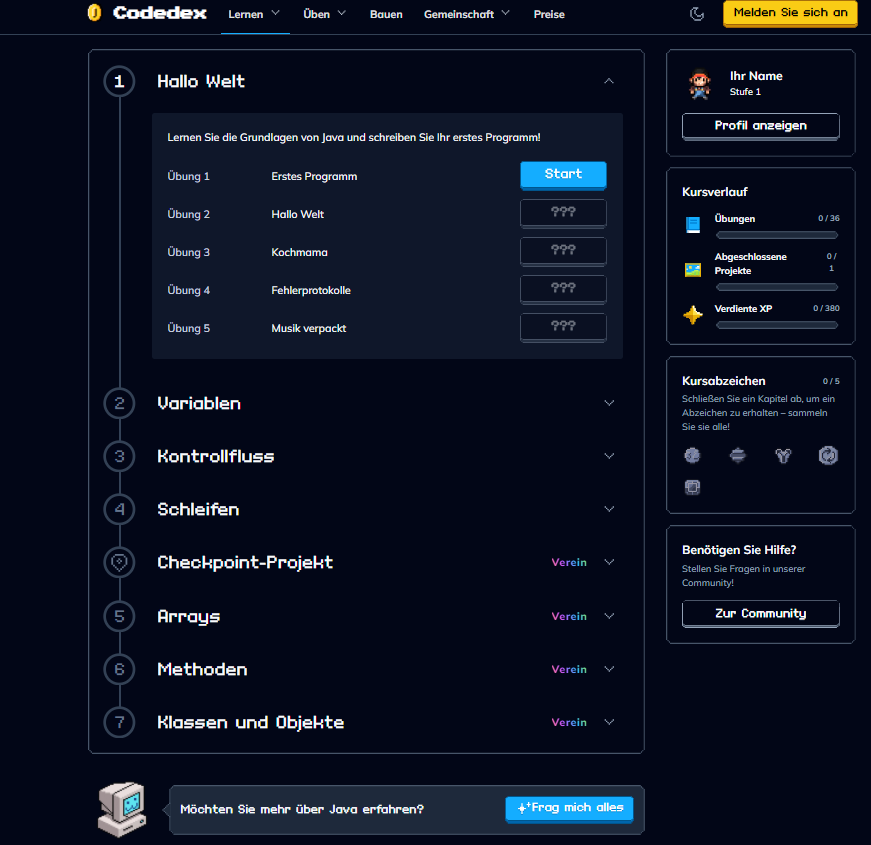 Codedex
Lernen
Üben
Bauen
Gemeinschaft
Preise
Melden Sie sich an
1
Hallo Welt
Lernen Sie die Grundlagen von Java und schreiben Sie Ihr erstes Programm!
Übung 1 Erstes Programm Start
Übung 2 Hallo Welt ???
Übung 3 Kochmama ???
Übung 4 Fehlerprotokolle ???
Übung 5 Musik verpackt ???
2 Variablen
3 Kontrollfluss
4 Schleifen
Checkpoint-Projekt Verein
5 Arrays Verein
6 Methoden Verein
7 Klassen und Objekte Verein
Möchten Sie mehr über Java erfahren?
Frag mich alles
Ihr Name
Stufe 1
Profil anzeigen
Kursverlauf
Übungen 0 / 36
Abgeschlossene 0 /
Projekte 1
Verdiente XP 0 / 380
Kursabzeichen 0 / 5
Schließen Sie ein Kapitel ab, um ein
Abzeichen zu erhalten – sammeln
Sie sie alle!
Benötigen Sie Hilfe?
Stellen Sie Fragen in unserer
Community!
Zur Community